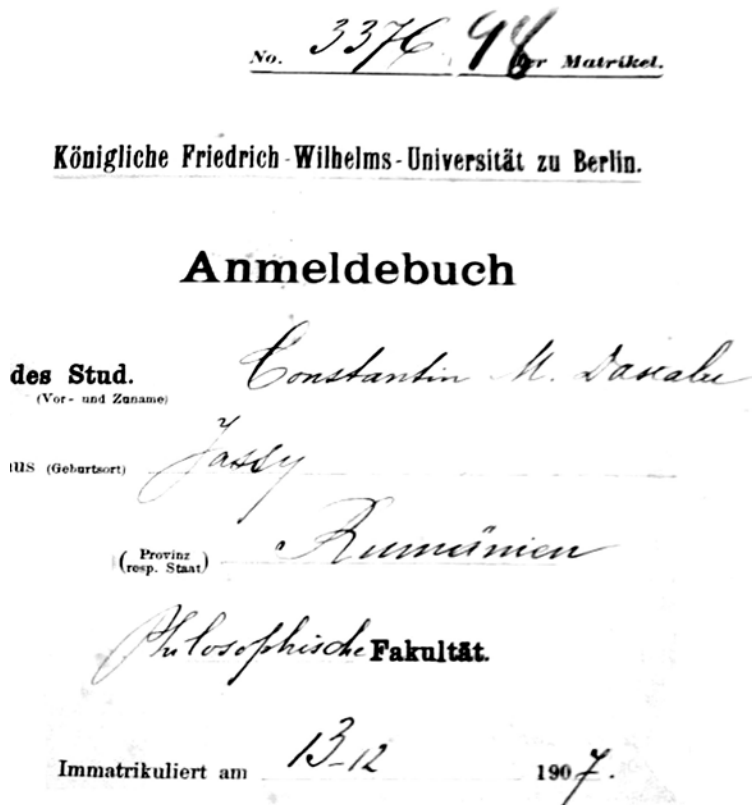 No. 3376. 98 der Matrikel.
Königliche Friedrich-Wilhelms-Universität zu Berlin.
Anmeldebuch
des Stud. Constantin M. Dascalu
(Vor- und Zuname)
us (Geburtsort) Jassy
(Provinz resp. Staat) Rumänien
Philosophische Fakultät.
Immatrikuliert am 13-12 1907.